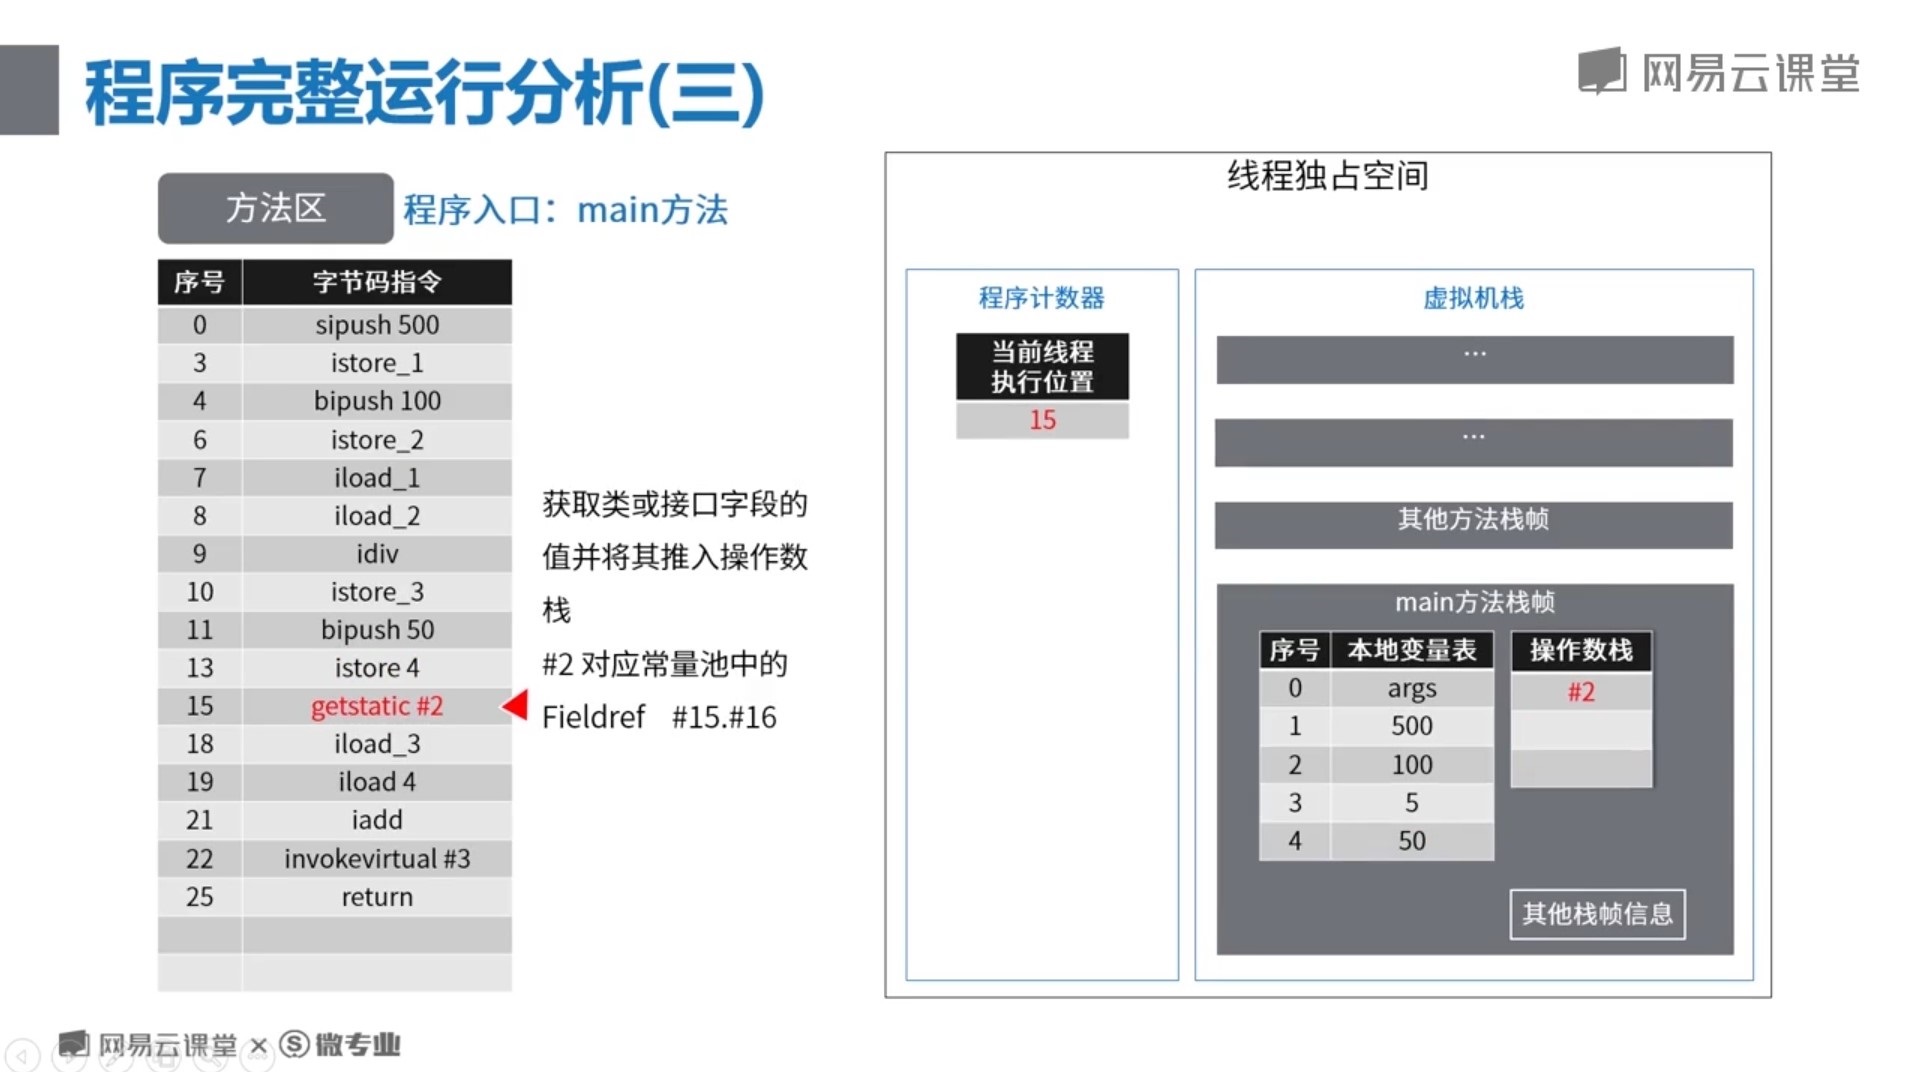 程序完整运行分析(三)
网易云课堂
方法区 程序入口：main方法
序号 字节码指令
0 sipush 500
3 istore_1
4 bipush 100
6 istore_2
7 iload_1
8 iload_2
9 idiv
10 istore_3
11 bipush 50
13 istore 4
15 getstatic #2
18 iload_3
19 iload 4
21 iadd
22 invokevirtual #3
25 return
获取类或接口字段的
值并将其推入操作数
栈
#2 对应常量池中的
Fieldref #15.#16
线程独占空间
程序计数器
当前线程
执行位置
15
虚拟机栈
...
...
其他方法栈帧
main方法栈帧
序号 本地变量表
0 args
1 500
2 100
3 5
4 50
操作数栈
#2
其他栈帧信息
网易云课堂 × 微专业